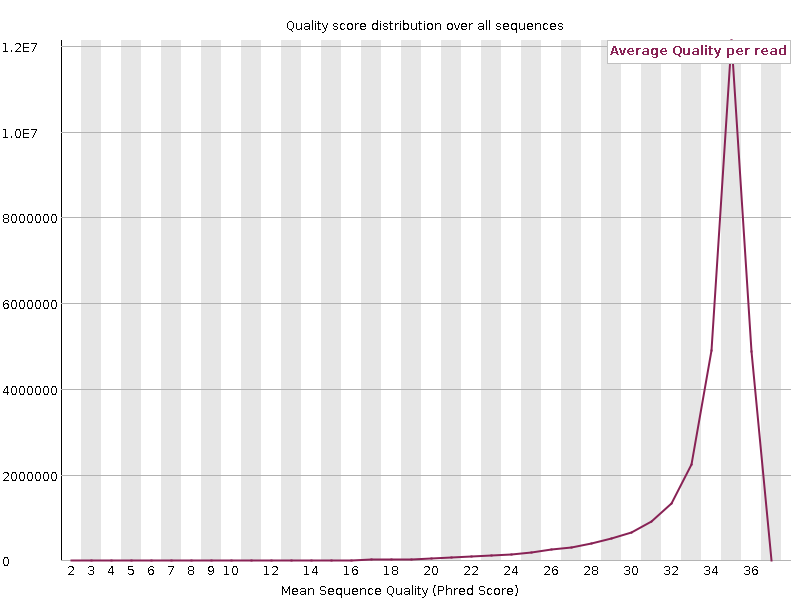 Quality score distribution over all sequences
Average Quality per read
1.2E7
1.0E7
8000000
6000000
4000000
2000000
0
2 3 4 5 6 7 8 9 10 12 14 16 18 20 22 24 26 28 30 32 34 36
Mean Sequence Quality (Phred Score)